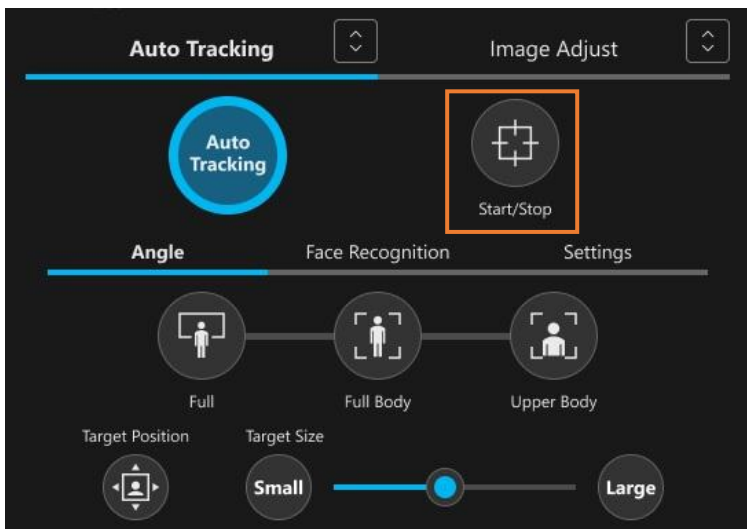 Auto Tracking
Image Adjust
Auto
Tracking
Start/Stop
Angle
Face Recognition
Settings
Full
Full Body
Upper Body
Target Position
Target Size
Small
Large